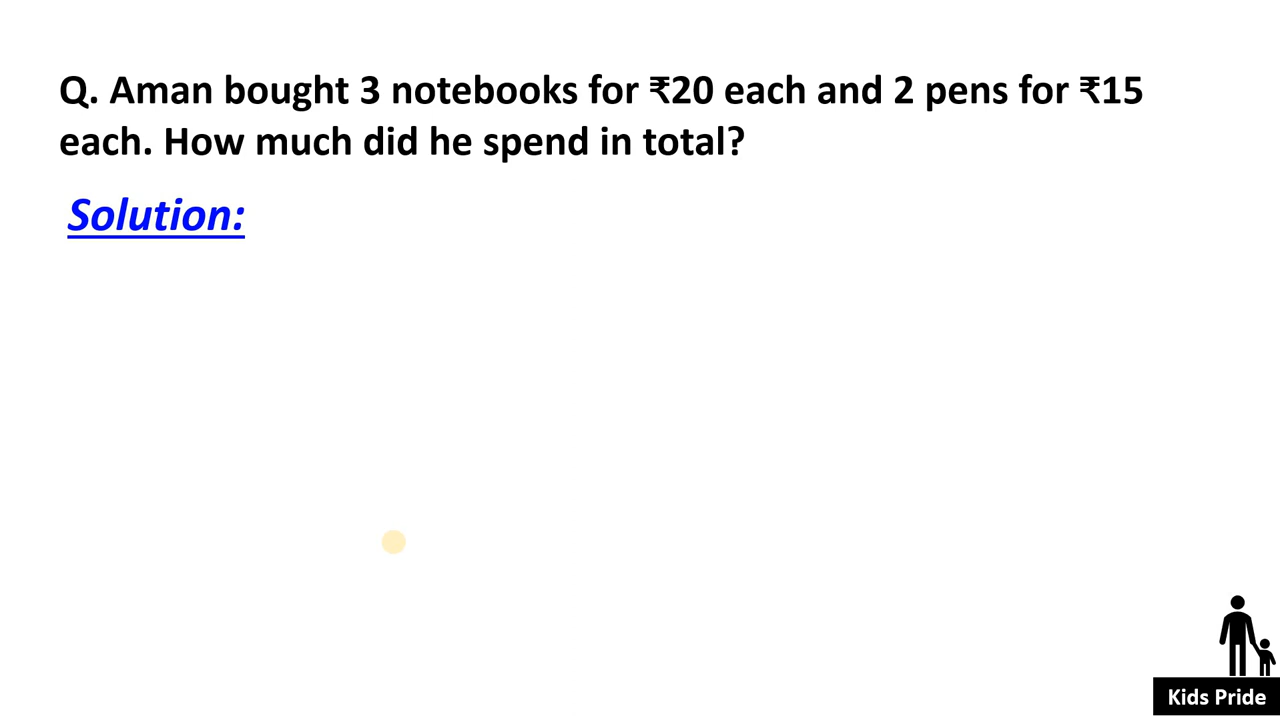 Q. Aman bought 3 notebooks for ₹20 each and 2 pens for ₹15
each. How much did he spend in total?
Solution:
Kids Pride